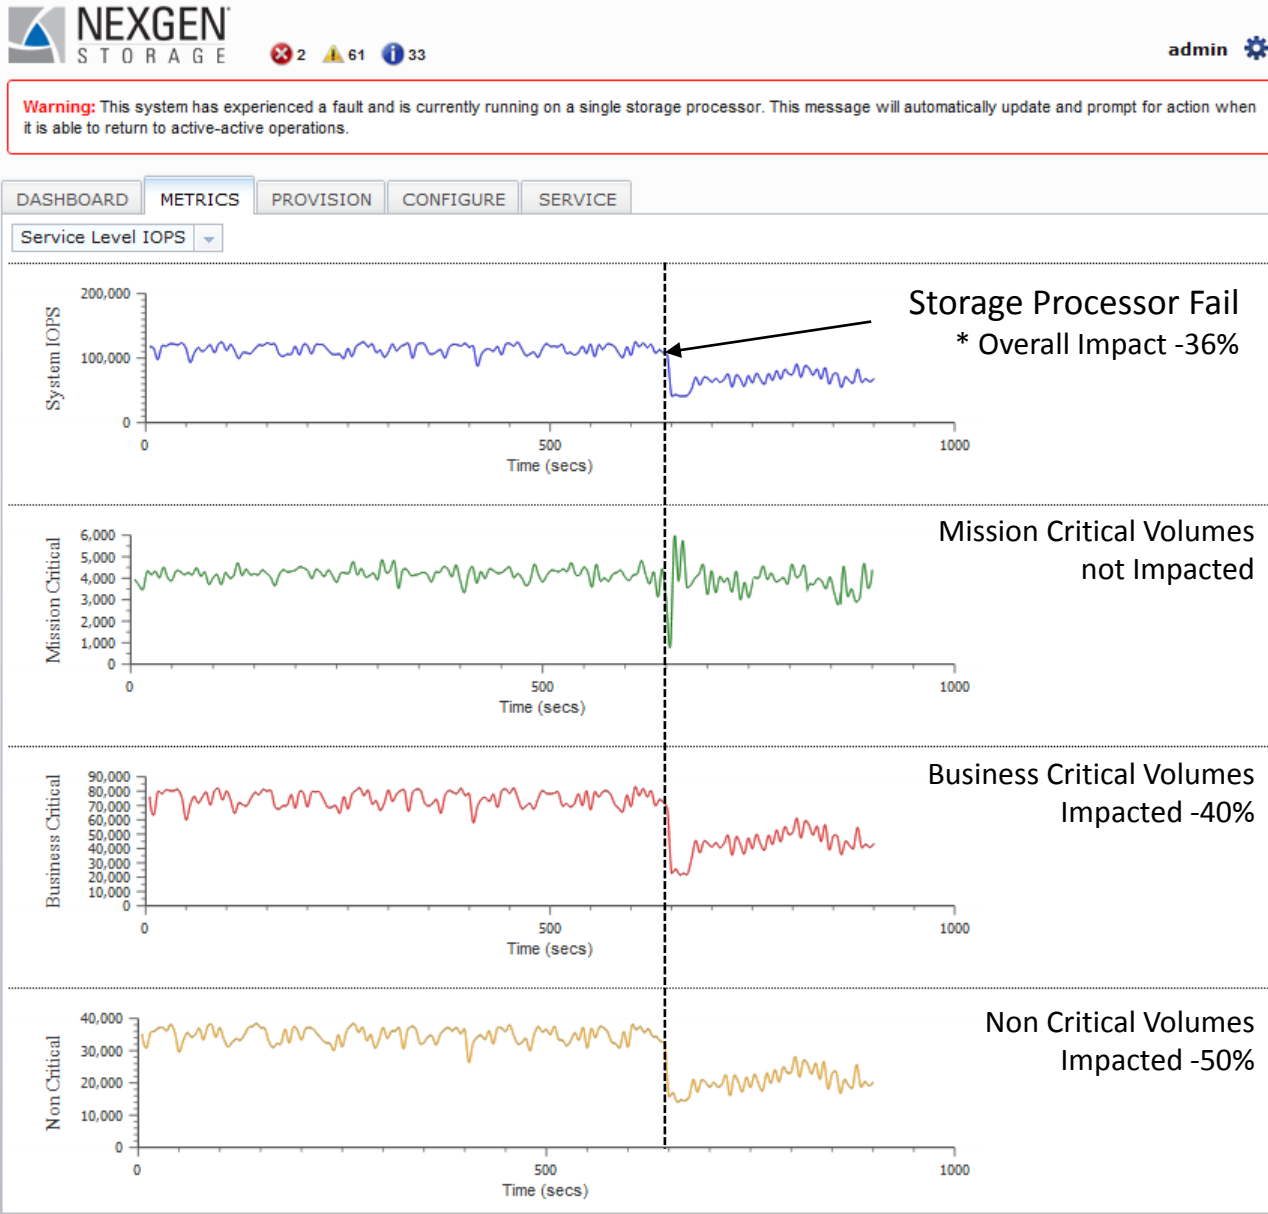 NEXGEN
STORAGE
2 61 33
admin
Warning: This system has experienced a fault and is currently running on a single storage processor. This message will automatically update and prompt for action when
it is able to return to active-active operations.
DASHBOARD METRICS PROVISION CONFIGURE SERVICE
Service Level IOPS
Storage Processor Fail
* Overall Impact -36%
System IOPS
200,000
100,000
0
0 500 1000
Time (secs)
Mission Critical Volumes
not Impacted
Mission Critical
6,000
5,000
4,000
3,000
2,000
1,000
0
0 500 1000
Time (secs)
Business Critical Volumes
Impacted -40%
Business Critical
90,000
80,000
70,000
60,000
50,000
40,000
30,000
20,000
10,000
0
0 500 1000
Time (secs)
Non Critical Volumes
Impacted -50%
Non Critical
40,000
30,000
20,000
10,000
0
0 500 1000
Time (secs)